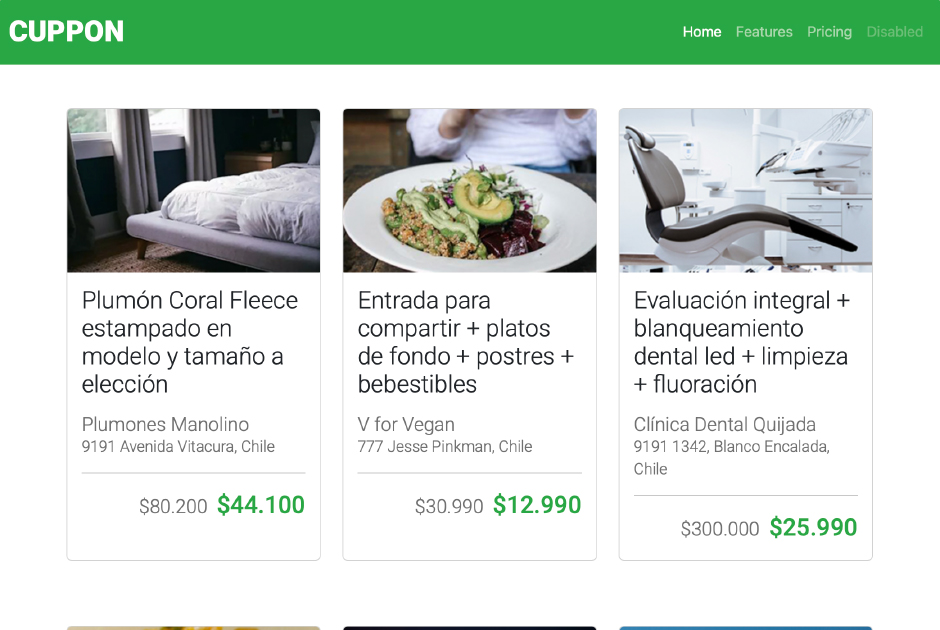 CUPPON
Home Features Pricing Disabled
Plumón Coral Fleece
estampado en
modelo y tamaño a
elección
Plumones Manolino
9191 Avenida Vitacura, Chile
$80.200 $44.100
Entrada para
compartir + platos
de fondo + postres +
bebestibles
V for Vegan
777 Jesse Pinkman, Chile
$30.990 $12.990
Evaluación integral +
blanqueamiento
dental led + limpieza
+ fluoración
Clínica Dental Quijada
9191 1342, Blanco Encalada,
Chile
$300.000 $25.990